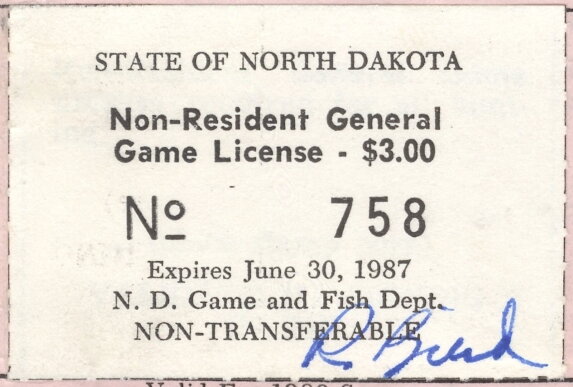 STATE OF NORTH DAKOTA
Non-Resident General
Game License - $3.00
Nº 758
Expires June 30, 1987
N. D. Game and Fish Dept.
NON-TRANSFERABLE
R.